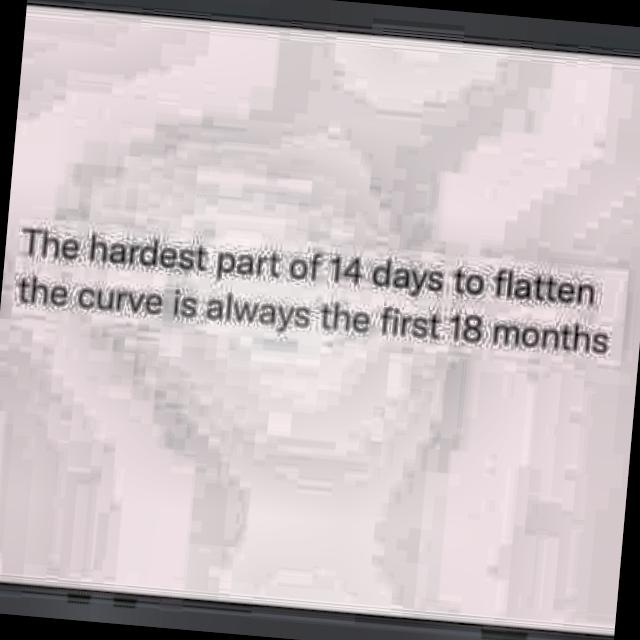 The hardest part of 14 days to flatten
the curve is always the first 18 months